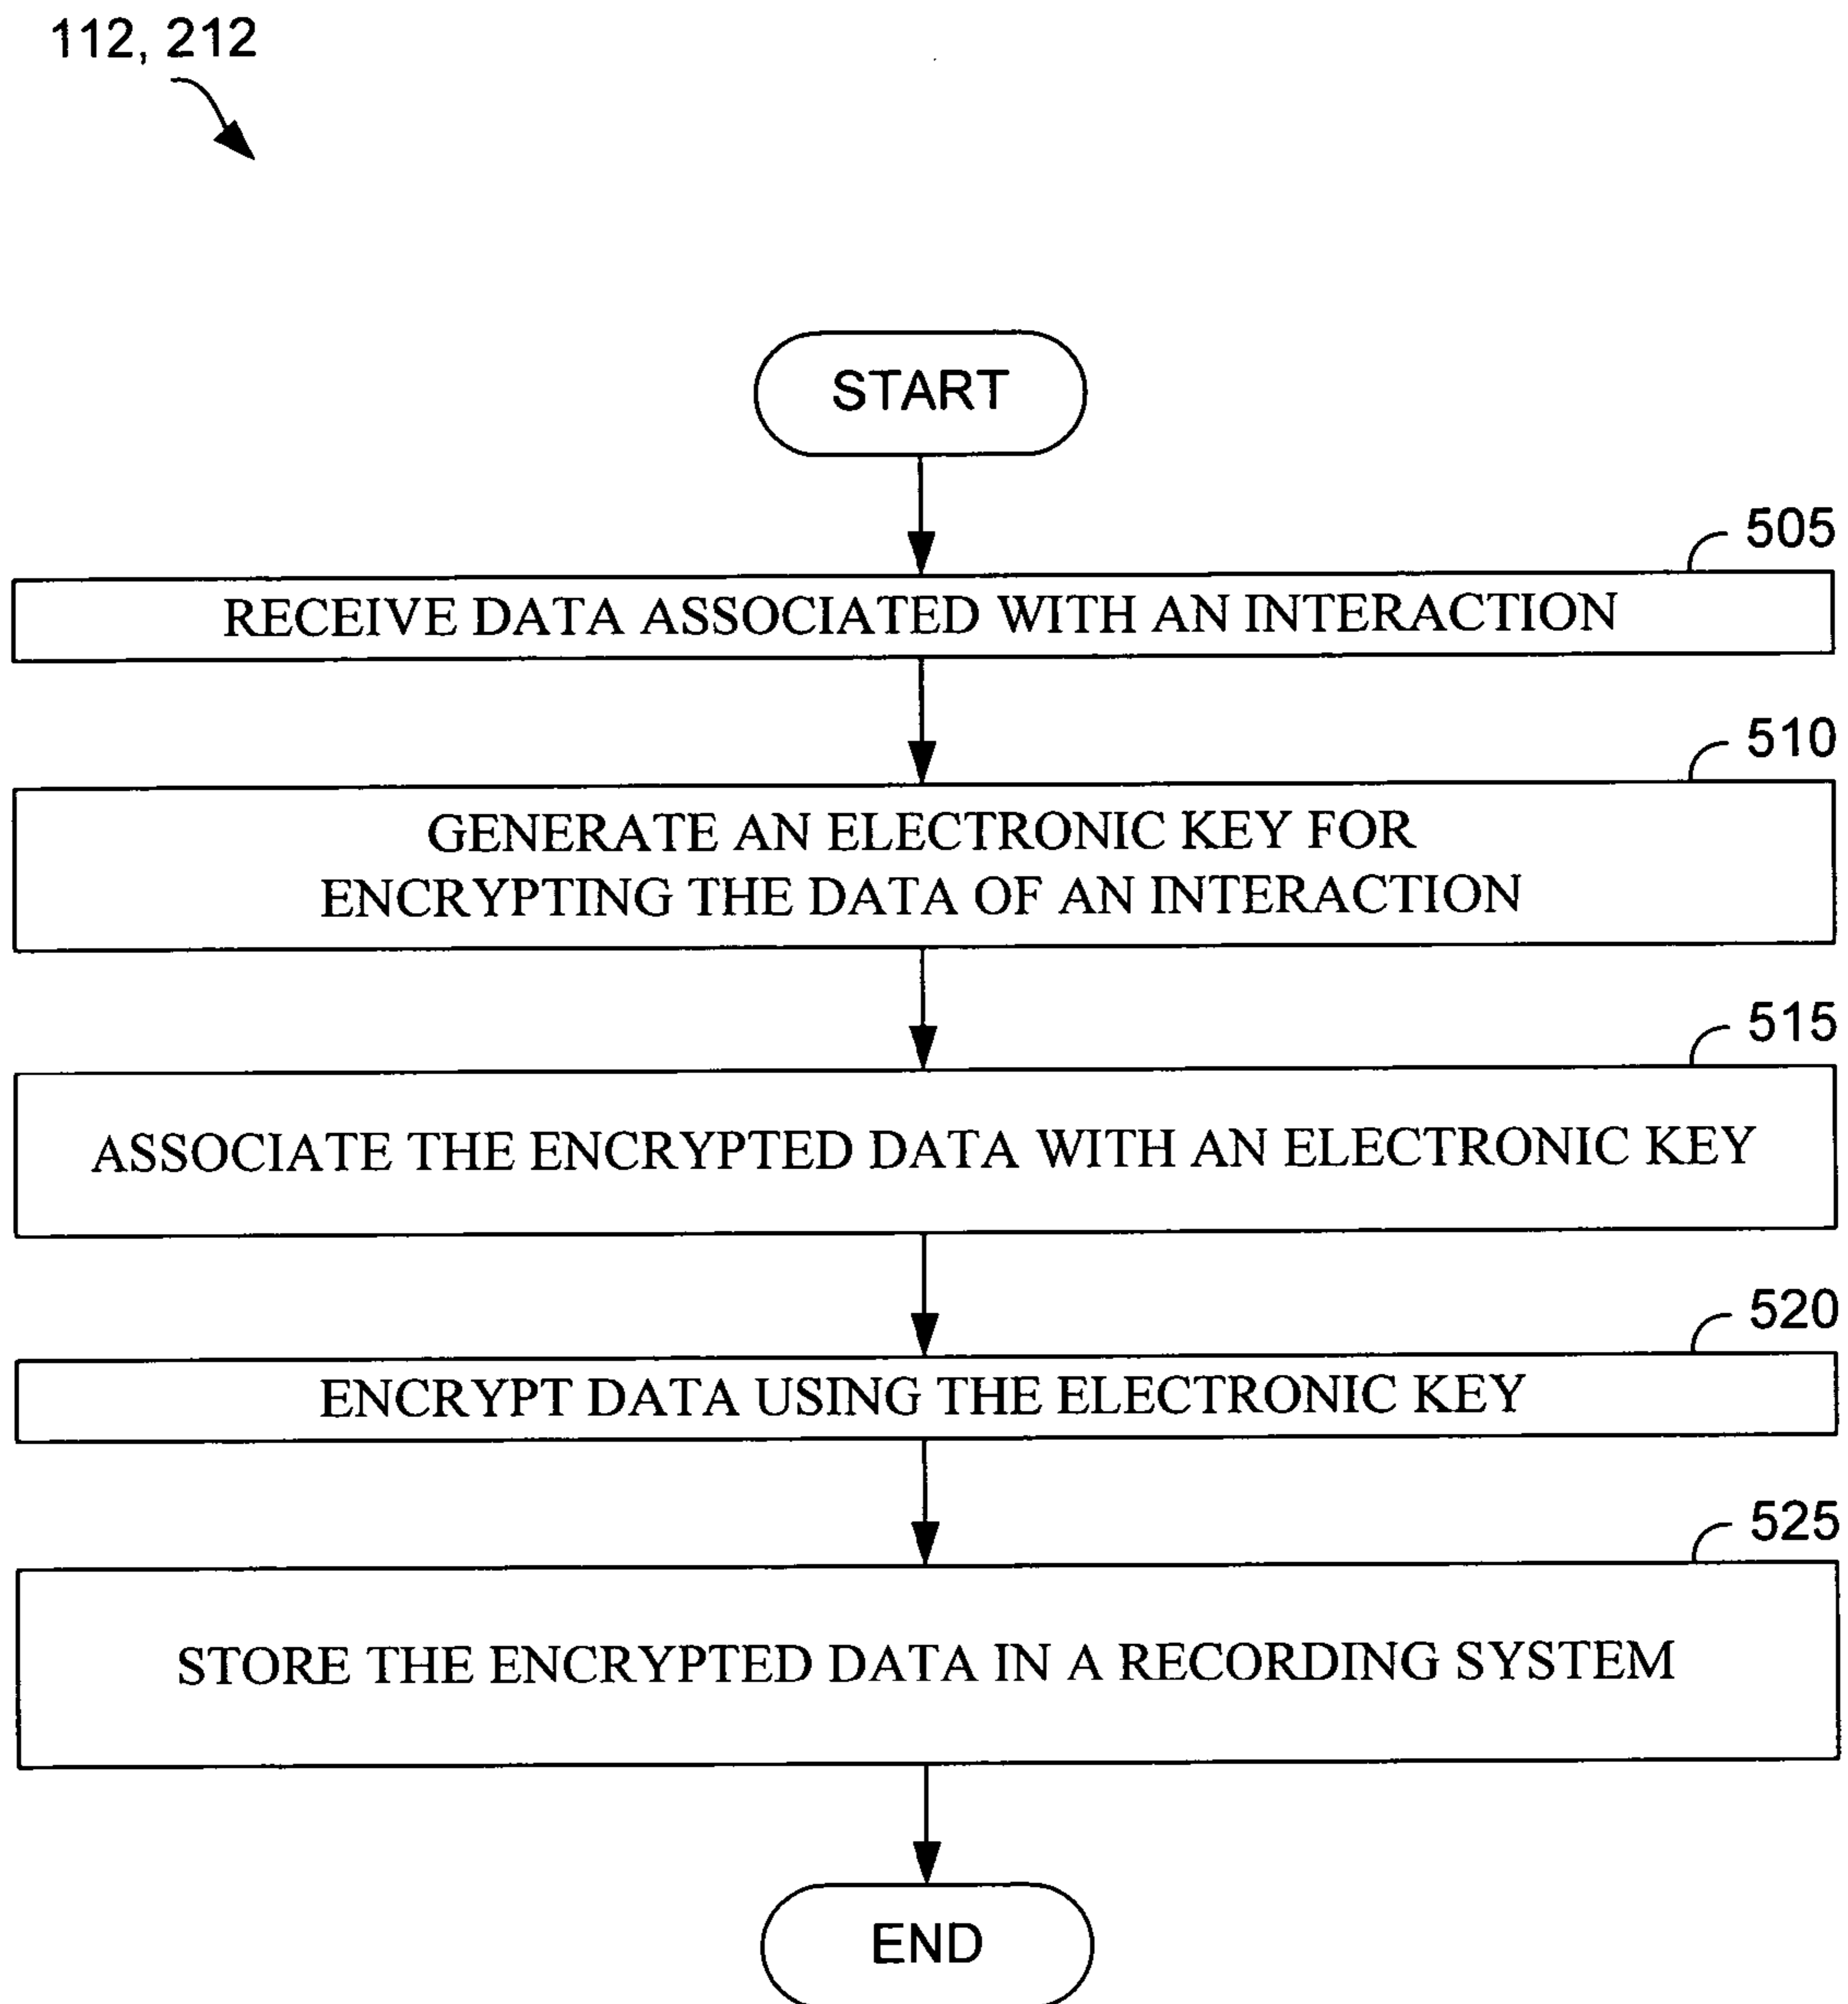 112, 212
START
505
RECEIVE DATA ASSOCIATED WITH AN INTERACTION
510
GENERATE AN ELECTRONIC KEY FOR
ENCRYPTING THE DATA OF AN INTERACTION
515
ASSOCIATE THE ENCRYPTED DATA WITH AN ELECTRONIC KEY
520
ENCRYPT DATA USING THE ELECTRONIC KEY
525
STORE THE ENCRYPTED DATA IN A RECORDING SYSTEM
END